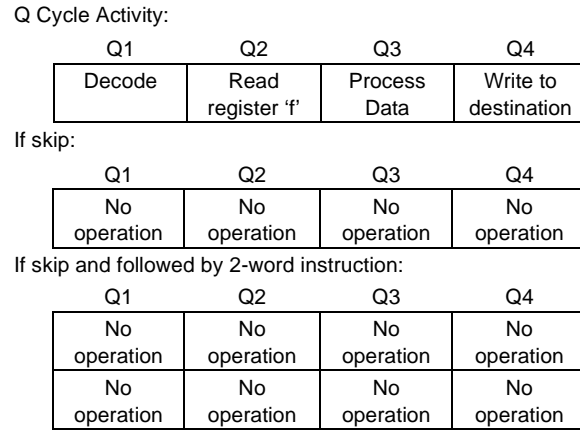 Q Cycle Activity:
Q1 Q2 Q3 Q4
Decode Read Process Write to
register ‘f’ Data destination
If skip:
Q1 Q2 Q3 Q4
No No No No
operation operation operation operation
If skip and followed by 2-word instruction:
Q1 Q2 Q3 Q4
No No No No
operation operation operation operation
No No No No
operation operation operation operation